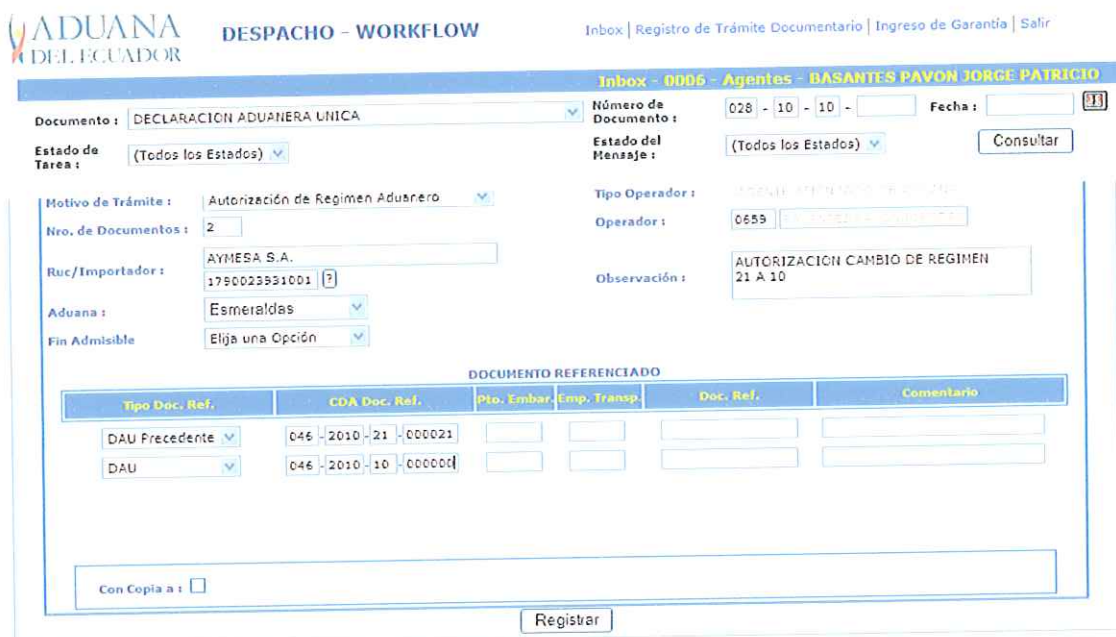 ADUANA
DEL ECUADOR
DESPACHO - WORKFLOW
Inbox | Registro de Trámite Documentario | Ingreso de Garantía | Salir
Inbox - 0006 - Agentes - BASANTES PAVON JORGE PATRICIO
Documento : DECLARACION ADUANERA UNICA Número de Documento : 028 - 10 - 10 - Fecha :
Estado de Tarea : (Todos los Estados) Estado del Mensaje : (Todos los Estados) Consultar
Motivo de Trámite : Autorización de Regimen Aduanero Tipo Operador :
Nro. de Documentos : 2 Operador : 0659
Ruc/Importador : AYMESA S.A.
1790023931001 ? Observación : AUTORIZACION CAMBIO DE REGIMEN
21 A 10
Aduana : Esmeraldas
Fin Admisible Elija una Opción
DOCUMENTO REFERENCIADO
Tipo Doc. Ref. CDA Doc. Ref. Pto. Embar. Emp. Transp. Doc. Ref. Comentario
DAU Precedente 046 - 2010 - 21 - 000021
DAU 046 - 2010 - 10 - 000000
Con Copia a :
Registrar